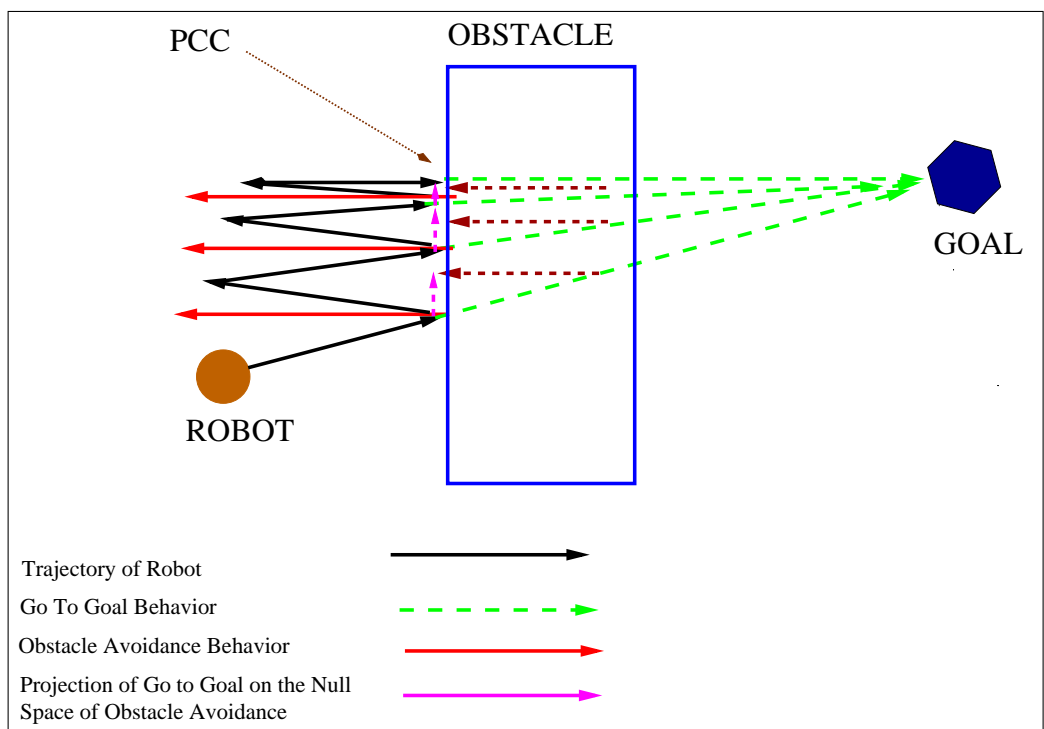 PCC
OBSTACLE
GOAL
ROBOT
Trajectory of Robot
Go To Goal Behavior
Obstacle Avoidance Behavior
Projection of Go to Goal on the Null
Space of Obstacle Avoidance